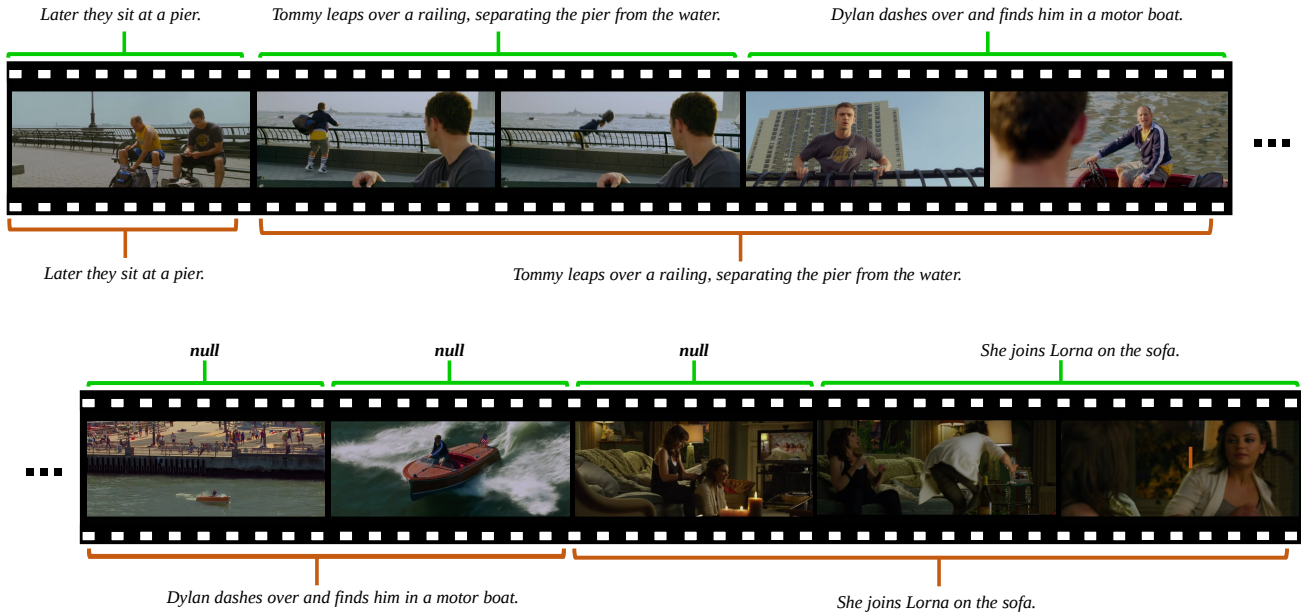 Later they sit at a pier.
Tommy leaps over a railing, separating the pier from the water.
Dylan dashes over and finds him in a motor boat.
Later they sit at a pier.
Tommy leaps over a railing, separating the pier from the water.
null
null
null
She joins Lorna on the sofa.
Dylan dashes over and finds him in a motor boat.
She joins Lorna on the sofa.